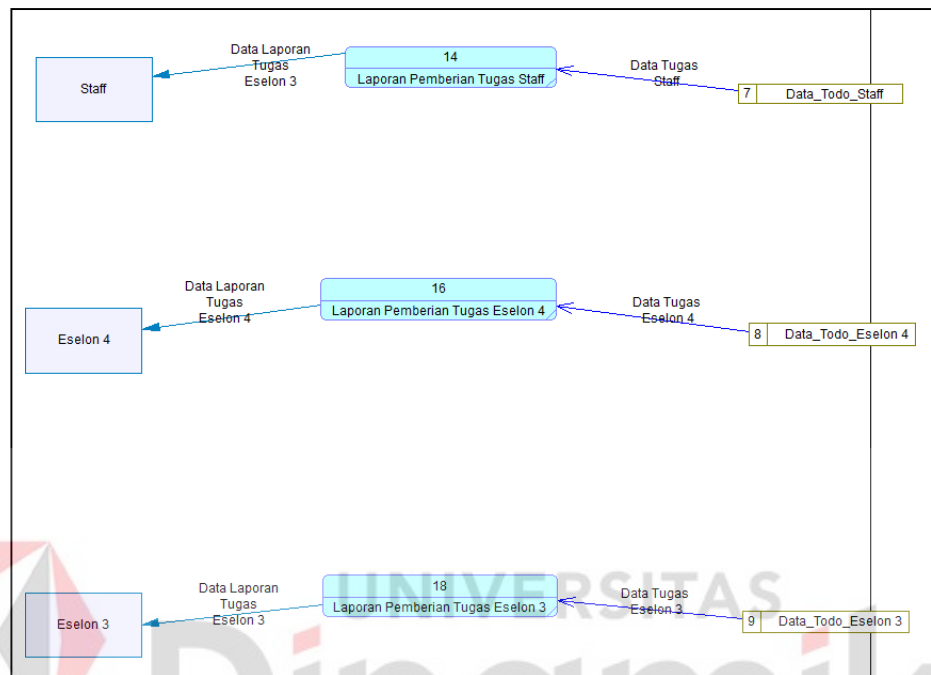 Data Laporan
Tugas
Eselon 3
Staff
14
Laporan Pemberian Tugas Staff
Data Tugas
Staff
7
Data_Todo_Staff
Data Laporan
Tugas
Eselon 4
Eselon 4
16
Laporan Pemberian Tugas Eselon 4
Data Tugas
Eselon 4
8
Data_Todo_Eselon 4
Data Laporan
Tugas
Eselon 3
Eselon 3
18
Laporan Pemberian Tugas Eselon 3
Data Tugas
Eselon 3
9
Data_Todo_Eselon 3
UNIVERSITAS